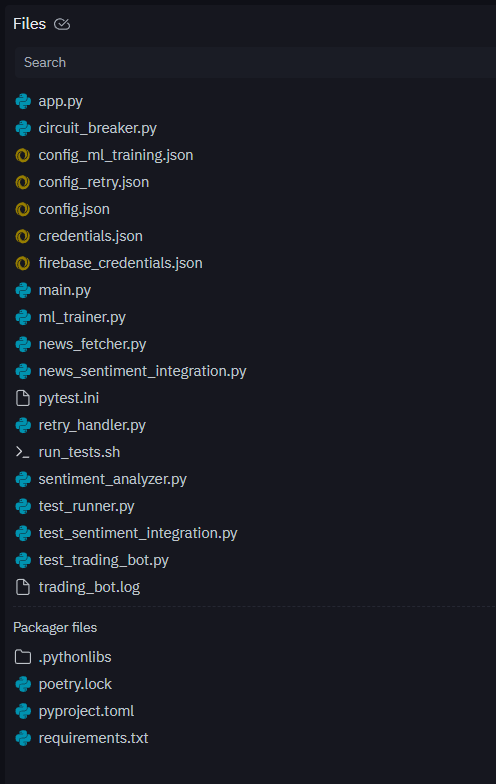 Files
Search
app.py
circuit_breaker.py
config_ml_training.json
config_retry.json
config.json
credentials.json
firebase_credentials.json
main.py
ml_trainer.py
news_fetcher.py
news_sentiment_integration.py
pytest.ini
retry_handler.py
run_tests.sh
sentiment_analyzer.py
test_runner.py
test_sentiment_integration.py
test_trading_bot.py
trading_bot.log
Packager files
.pythonlibs
poetry.lock
pyproject.toml
requirements.txt